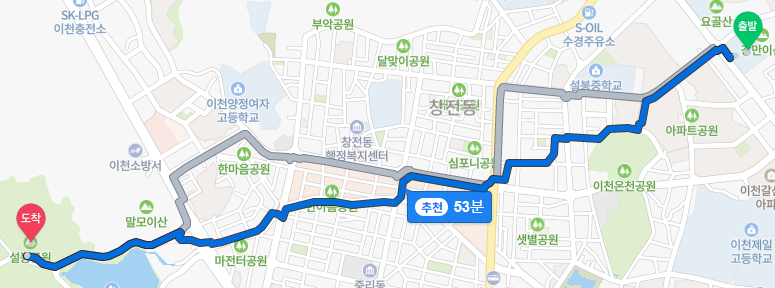 SK-LPG
이천충전소
부악공원
S-OIL
수경주유소
요골산
출발
달맞이공원
설봉중학교
이천양정여자
고등학교
창전동
아파트공원
창전동
행정복지센터
이천소방서
한마음공원
심포니공원
이천온천공원
이천갈산
아파
추천 53분
도착
말모이산
마전터공원
샛별공원
이천제일
고등학교
중리동